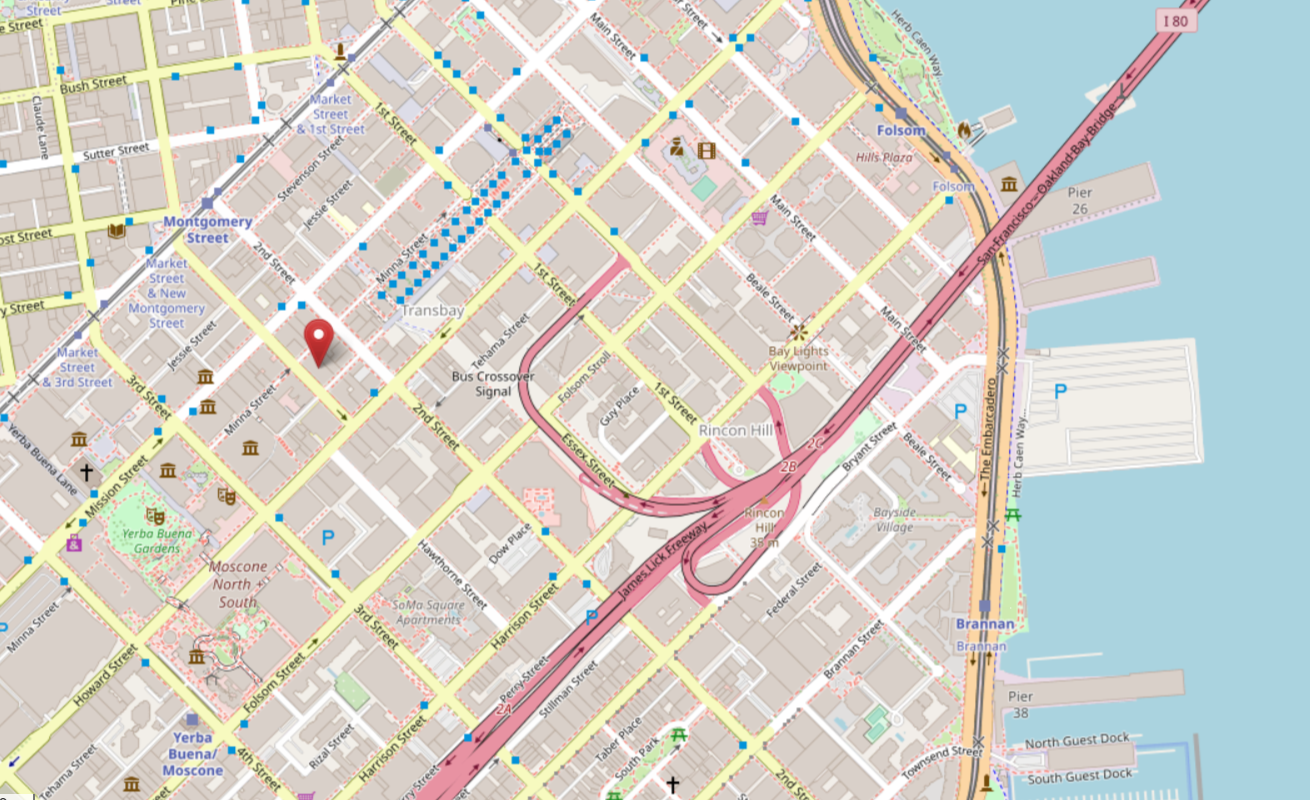 Street
e Street
Bush Street
Claude Lane
Sutter Street
Market
Street
& 1st Street
Stevenson Street
Jessie Street
1st Street
Main Street
er Street
Herb Caen Way
I 80
San Francisco - Oakland Bay Bridge
Folsom
Hills Plaza
Folsom
Pier
26
Montgomery
Street
ost Street
2nd Street
Minna Street
Main Street
Market
Street
& New
Montgomery
Street
y Street
Jessie Street
Transbay
1st Street
Tehama Street
Beale Street
Main Street
Market
Street
& 3rd Street
3rd Street
Minna Street
Bus Crossover
Signal
Folsom Stroll
Guy Place
Bay Lights
Viewpoint
P
P
2nd Street
1st Street
Rincon Hill
Essex Street
2C
2B
Bryant Street
Beale Street
The Embarcadero
Herb Caen Way...
Yerba Buena Lane
Mission Street
Yerba Buena
Gardens
P
Moscone
North +
South
Hawthorne Street
Dow Place
Rincon
Hill
35 m
Bayside
Village
James Lick Freeway
Federal Street
SoMa Square
Apartments
3rd Street
Harrison Street
P
P
Minna Street
Brannan Street
Brannan
Brannan
Howard Street
Folsom Street
Perry Street
Stillman Street
2A
Pier
38
Yerba
Buena/
Moscone
Rizal Street
Harrison Street
Taber Place
South Park
Townsend Street
North Guest Dock
South Guest Dock
Tehama Street
4th Street
rry Street
2nd Street